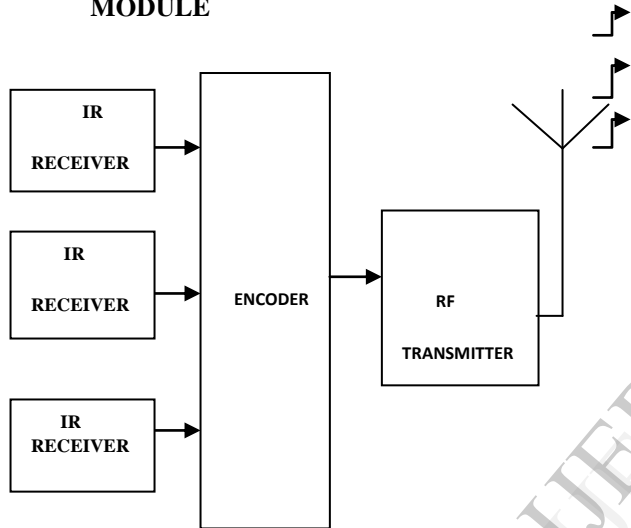 MODULE
IR
RECEIVER
IR
RECEIVER
IR
RECEIVER
ENCODER
RF
TRANSMITTER